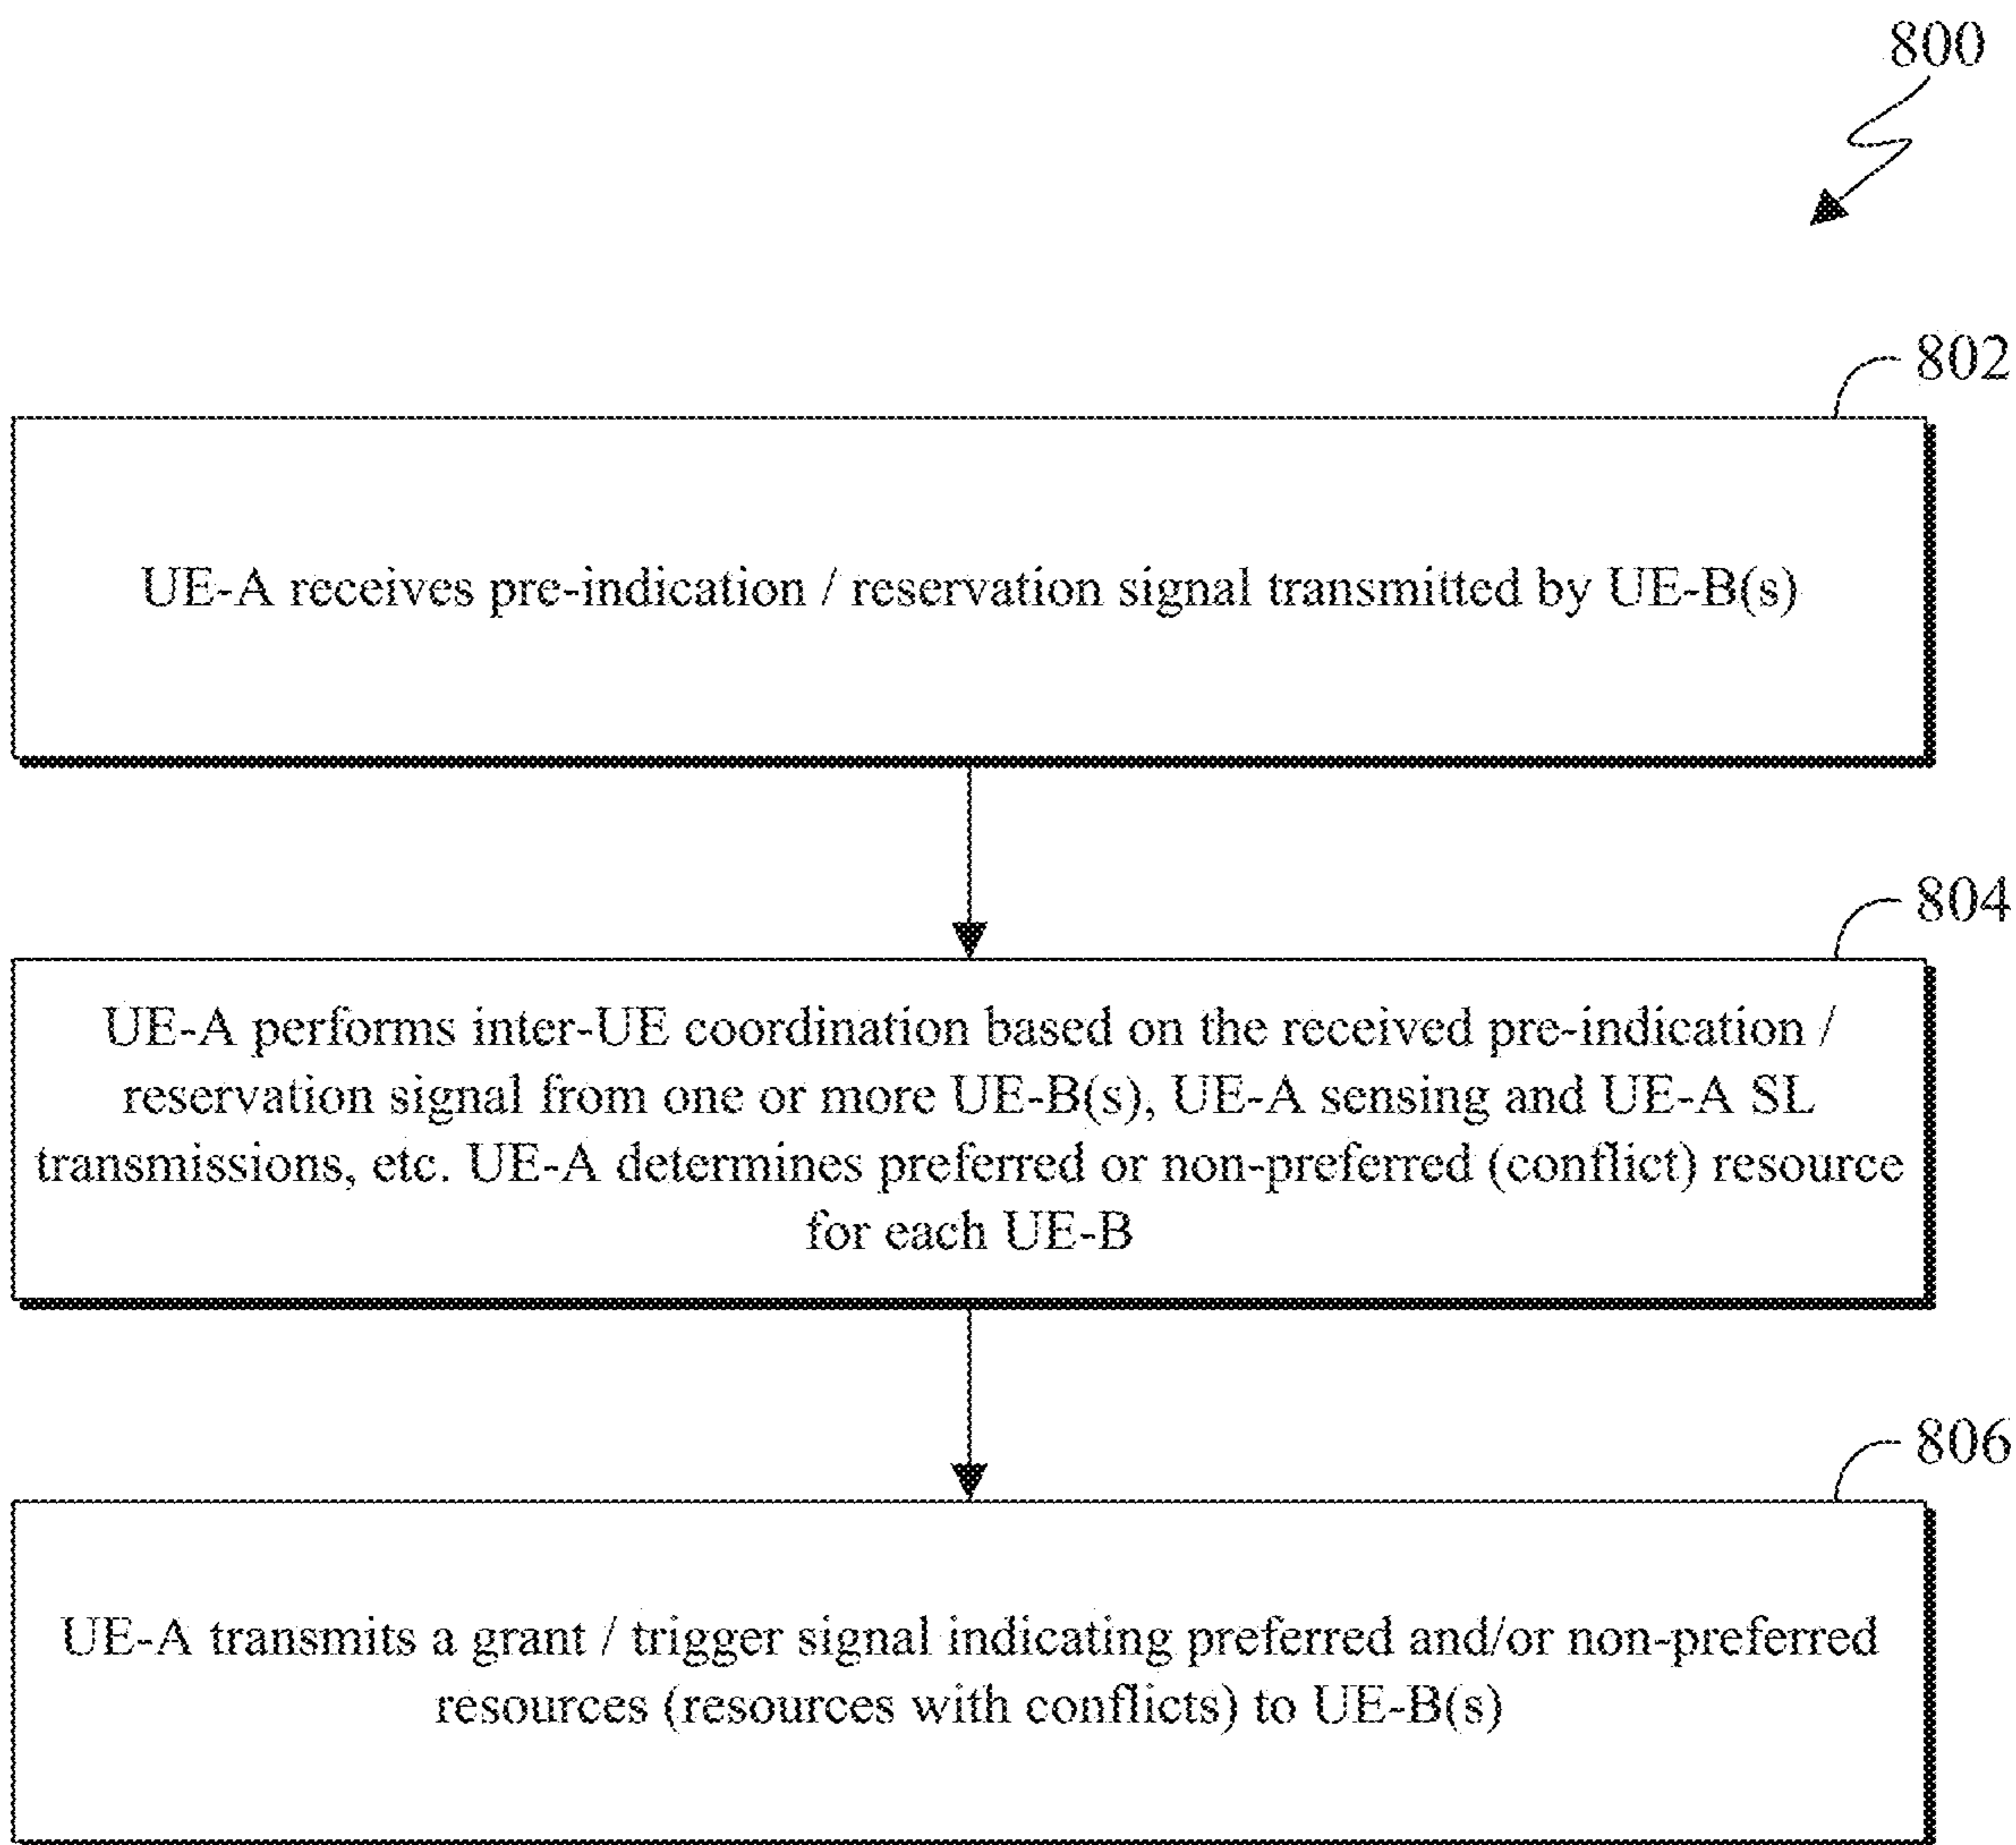 800
802
UE-A receives pre-indication / reservation signal transmitted by UE-B(s)
804
UE-A performs inter-UE coordination based on the received pre-indication /
reservation signal from one or more UE-B(s), UE-A sensing and UE-A SL
transmissions, etc. UE-A determines preferred or non-preferred (conflict) resource
for each UE-B
806
UE-A transmits a grant / trigger signal indicating preferred and/or non-preferred
resources (resources with conflicts) to UE-B(s)